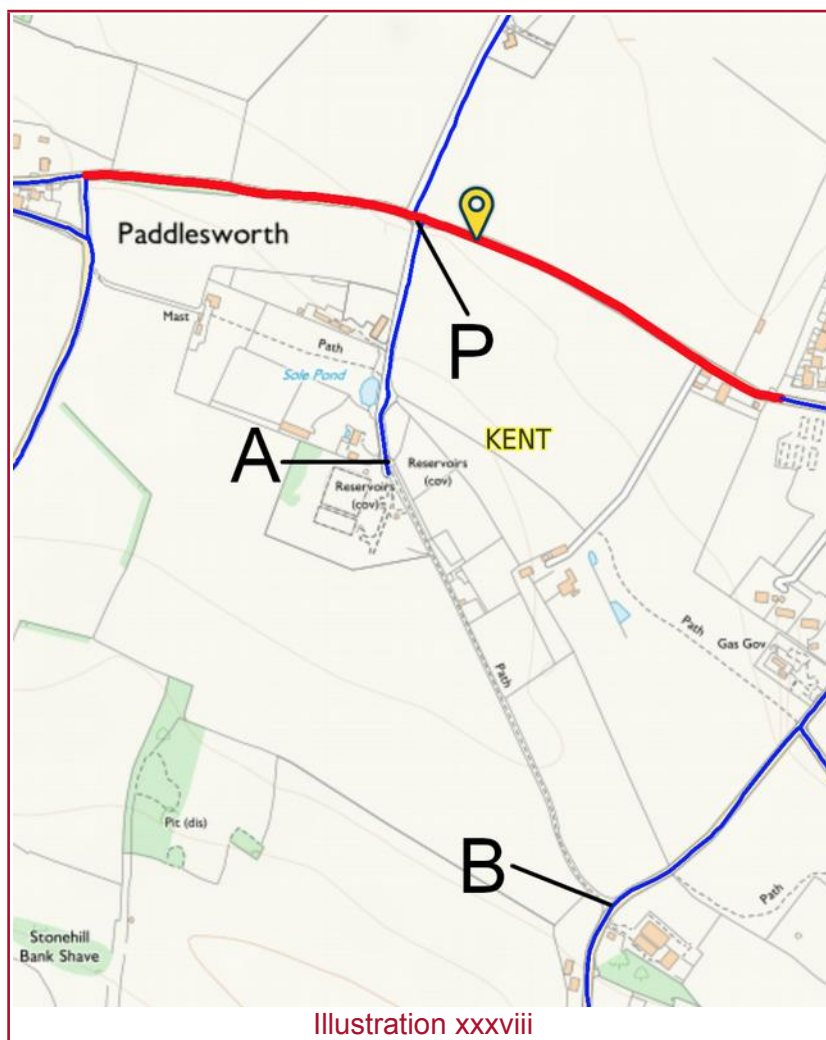 Paddlesworth
P
Mast
Path
Sole Pond
KENT
A
Reservoirs
(cov)
Reservoirs
(cov)
Path
Path
Gas Gov
Pit (dis)
B
Path
Stonehill
Bank Shave
Illustration xxxviii